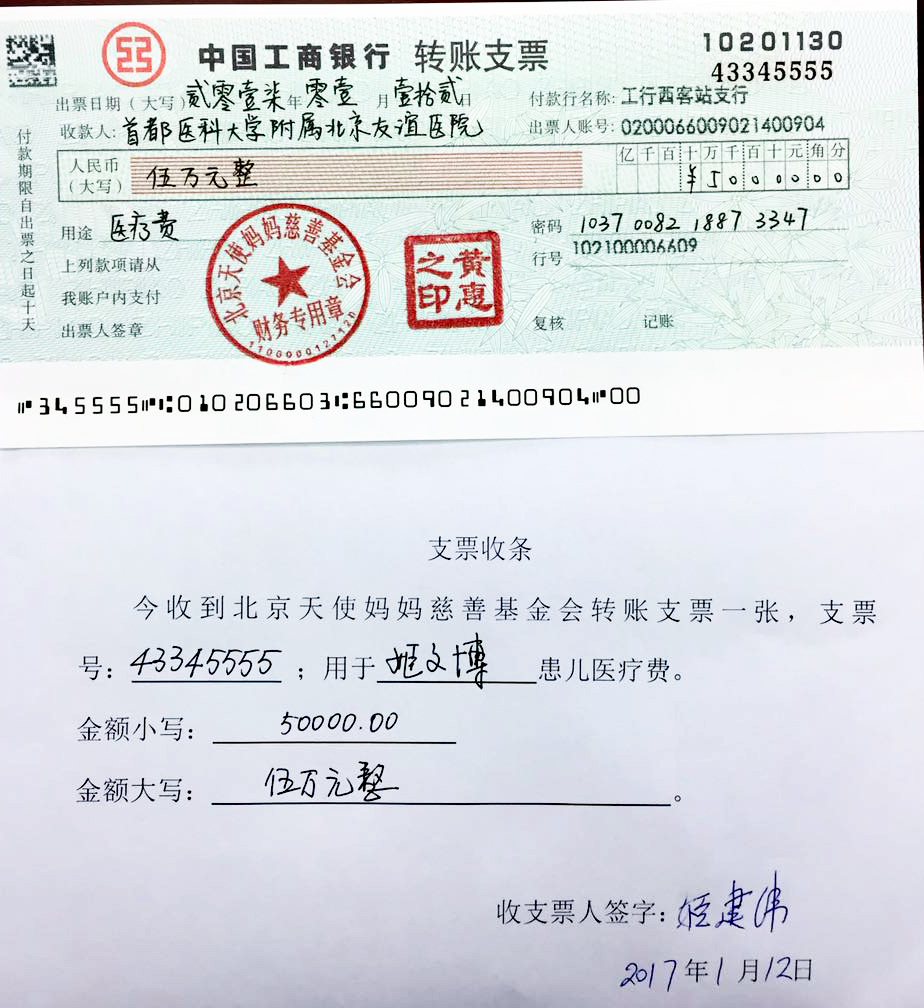 中国工商银行 转账支票 10201130
43345555
出票日期（大写）贰零壹柒年零壹月壹拾贰日 付款行名称：工行西客站支行
收款人：首都医科大学附属北京友谊医院 出票人账号：0200066009021400904
人民币（大写） 伍万元整 亿千百十万千百十元角分
¥5000000
用途 医疗费 密码 1037 0082 1887 3347
上列款项请从 行号 102100006609
我账户内支付
出票人签章 复核 记账
付款期限自出票之日起十天
北京天使妈妈慈善基金会
财务专用章
1100000127120
黄惠之印
⑈345555⑈⑆010206603⑆66009021400904⑈00
支票收条
今收到北京天使妈妈慈善基金会转账支票一张，支票
号：43345555；用于姬文博患儿医疗费。
金额小写：50000.00
金额大写：伍万元整。
收支票人签字：姬建伟
2017年1月12日